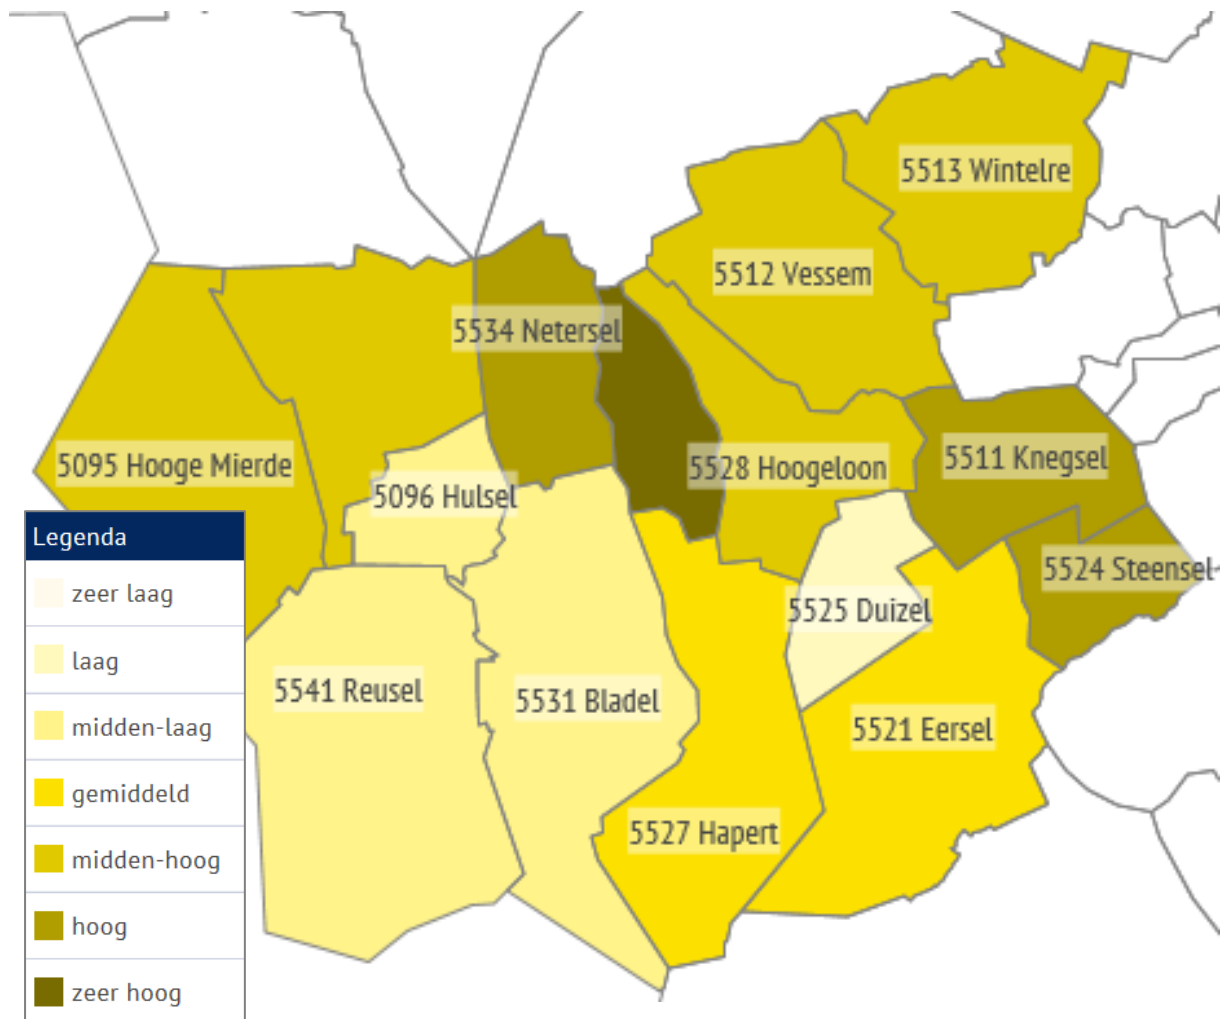 5513 Wintelre
5512 Vessem
5534 Netersel
5511 Knegsel
5095 Hooge Mierde
5528 Hoogeloon
5096 Hulsel
5524 Steensel
5525 Duizel
5541 Reusel
5531 Bladel
5521 Eersel
5527 Hapert
Legenda
zeer laag
laag
midden-laag
gemiddeld
midden-hoog
hoog
zeer hoog